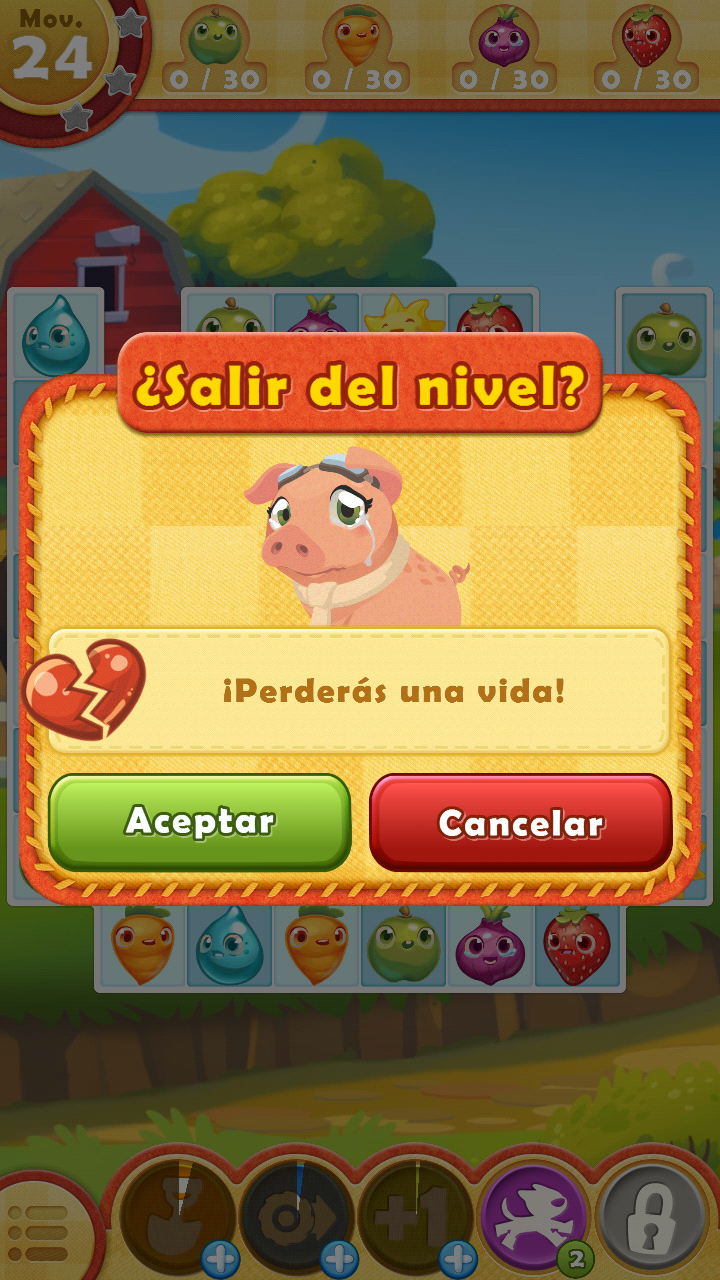 Mov.
24
0 / 30
0 / 30
0 / 30
0 / 30
¿Salir del nivel?
¡Perderás una vida!
Aceptar
Cancelar
+1
2